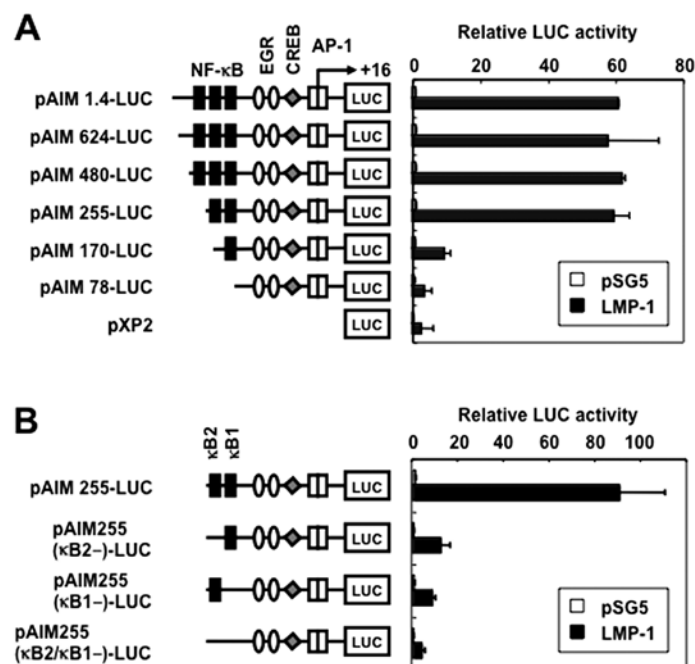 A
Relative LUC activity
NF-κB EGR CREB AP-1 +16
0 20 40 60 80
pAIM 1.4-LUC LUC
pAIM 624-LUC LUC
pAIM 480-LUC LUC
pAIM 255-LUC LUC
pAIM 170-LUC LUC
pAIM 78-LUC LUC
pXP2 LUC
pSG5
LMP-1
B
Relative LUC activity
κB2 κB1
0 20 40 60 80 100
pAIM 255-LUC LUC
pAIM255
(κB2–)-LUC LUC
pAIM255
(κB1–)-LUC LUC
pAIM255
(κB2/κB1–)-LUC LUC
pSG5
LMP-1